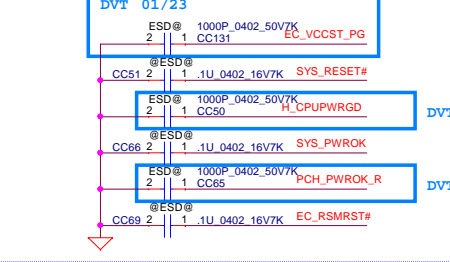 DVT 01/23
ESD@ 1000P_0402_50V7K
2 1 CC131 EC_VCCST_PG
@ESD@
CC51 2 1 .1U_0402_16V7K SYS_RESET#
ESD@ 1000P_0402_50V7K
2 1 CC50 H_CPUPWRGD DVT
@ESD@
CC66 2 1 .1U_0402_16V7K SYS_PWROK
ESD@ 1000P_0402_50V7K
2 1 CC65 PCH_PWROK_R DVT
@ESD@
CC69 2 1 .1U_0402_16V7K EC_RSMRST#